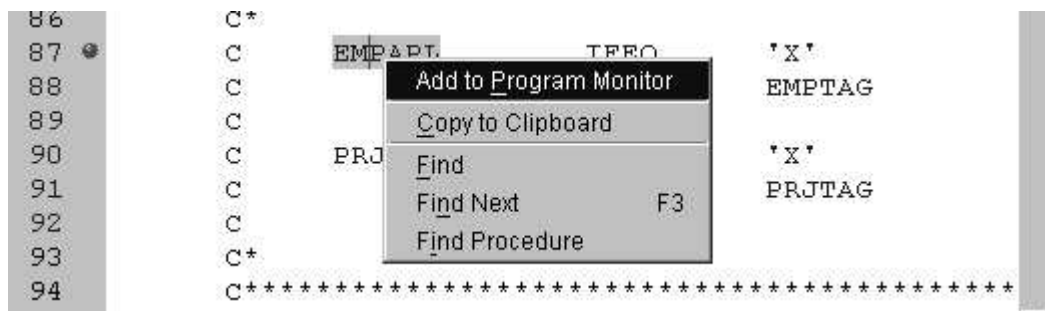 86 C*
87 C EMPAPL IFEQ 'X'
88 C EMPTAG
89 C
90 C PRJ 'X'
91 C PRJTAG
92 C
93 C*
94 C*******************************************
Add to Program Monitor
Copy to Clipboard
Find
Find Next F3
Find Procedure